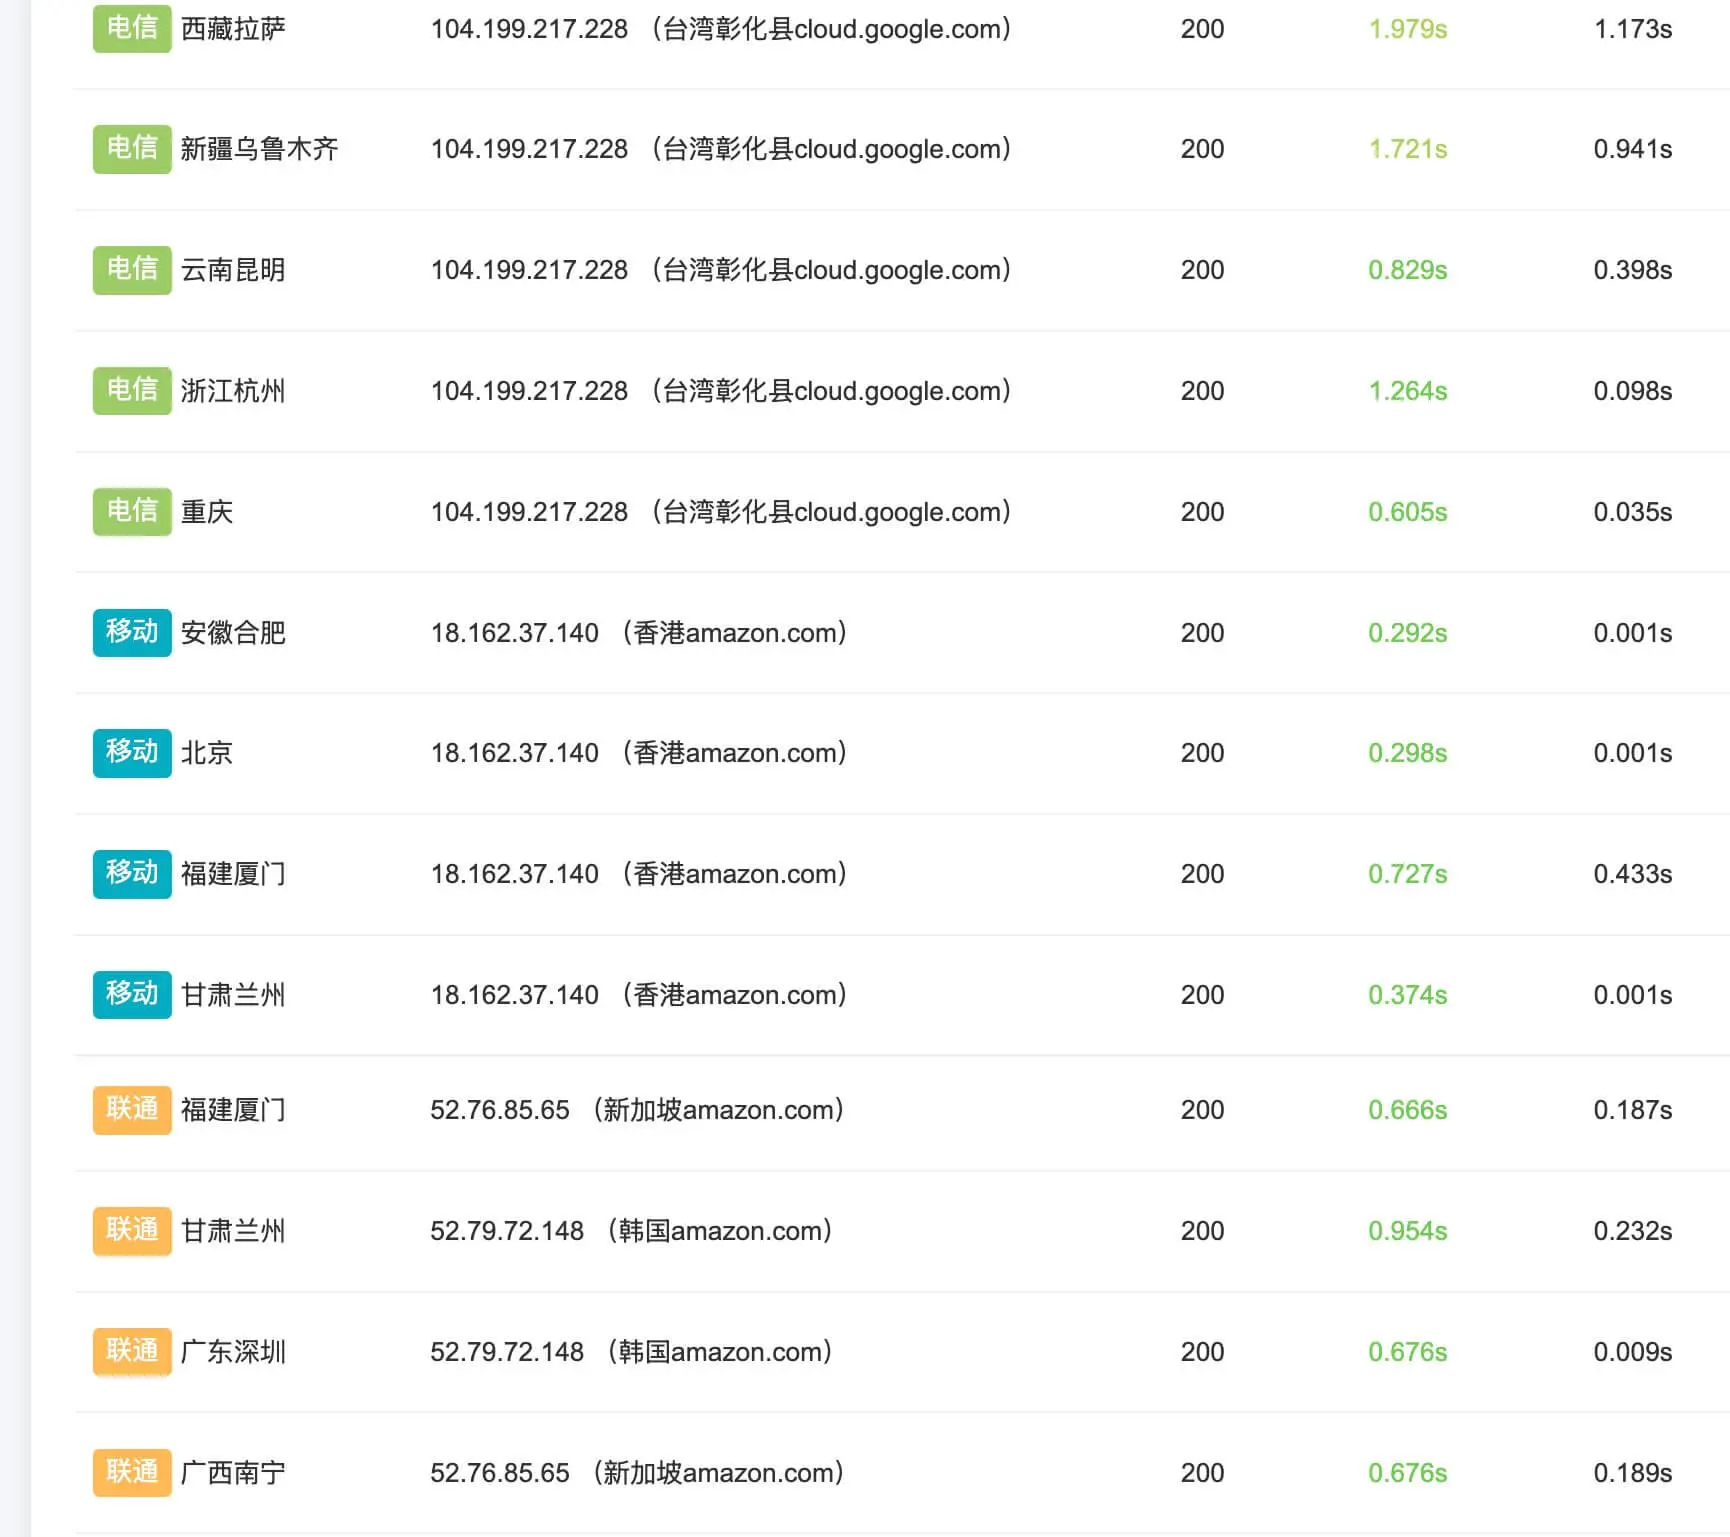 电信 西藏拉萨 104.199.217.228 （台湾彰化县cloud.google.com） 200 1.979s 1.173s
电信 新疆乌鲁木齐 104.199.217.228 （台湾彰化县cloud.google.com） 200 1.721s 0.941s
电信 云南昆明 104.199.217.228 （台湾彰化县cloud.google.com） 200 0.829s 0.398s
电信 浙江杭州 104.199.217.228 （台湾彰化县cloud.google.com） 200 1.264s 0.098s
电信 重庆 104.199.217.228 （台湾彰化县cloud.google.com） 200 0.605s 0.035s
移动 安徽合肥 18.162.37.140 （香港amazon.com） 200 0.292s 0.001s
移动 北京 18.162.37.140 （香港amazon.com） 200 0.298s 0.001s
移动 福建厦门 18.162.37.140 （香港amazon.com） 200 0.727s 0.433s
移动 甘肃兰州 18.162.37.140 （香港amazon.com） 200 0.374s 0.001s
联通 福建厦门 52.76.85.65 （新加坡amazon.com） 200 0.666s 0.187s
联通 甘肃兰州 52.79.72.148 （韩国amazon.com） 200 0.954s 0.232s
联通 广东深圳 52.79.72.148 （韩国amazon.com） 200 0.676s 0.009s
联通 广西南宁 52.76.85.65 （新加坡amazon.com） 200 0.676s 0.189s